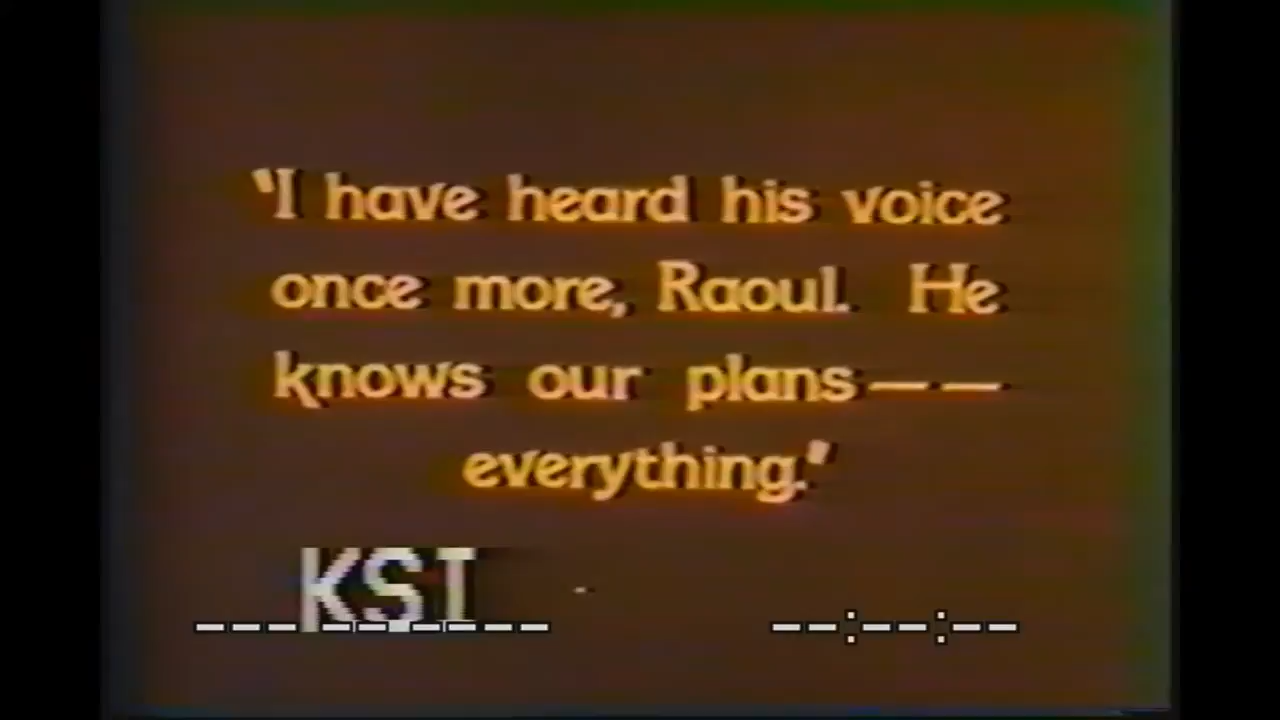 "I have heard his voice
once more, Raoul. He
knows our plans——
everything."
KSI
--- -------
--:--:--